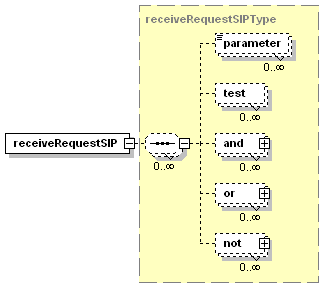 receiveRequestSIPType
parameter
0..∞
test
0..∞
receiveRequestSIP
0..∞
and
0..∞
or
0..∞
not
0..∞